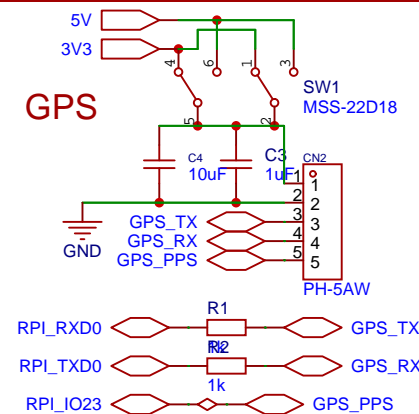 5V
3V3
4
6
1
3
SW1
MSS-22D18
GPS
5
2
C4
10uF
C3
1uF
CN2
1
1
2
2
GPS_TX
3
3
GPS_RX
4
4
GPS_PPS
5
5
GND
PH-5AW
R1
RPI_RXD0
GPS_TX
1k
R2
RPI_TXD0
GPS_RX
1k
RPI_IO23
GPS_PPS